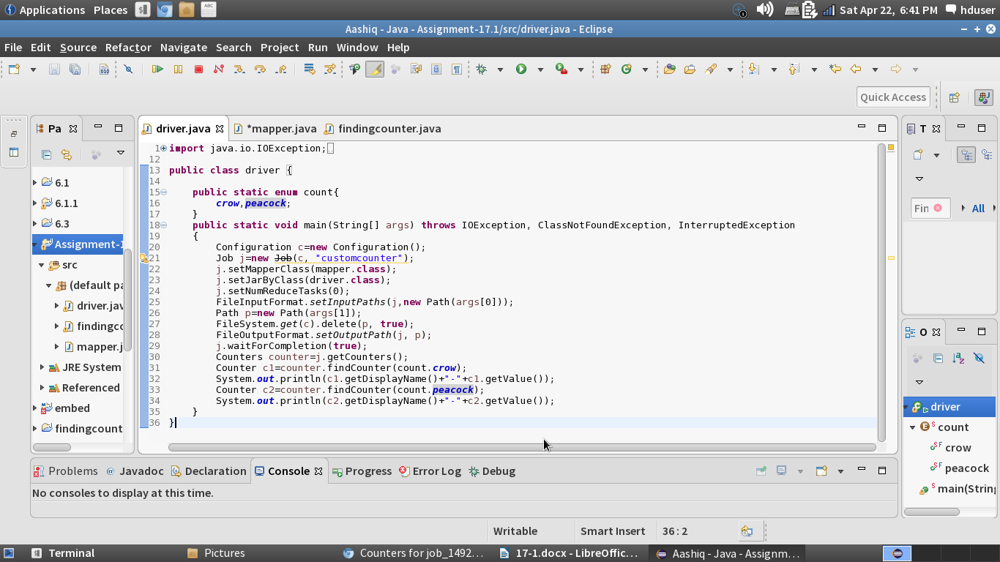 Applications Places Sat Apr 22, 6:41 PM hduser
Aashiq - Java - Assignment-17.1/src/driver.java - Eclipse
File Edit Source Refactor Navigate Search Project Run Window Help
Quick Access
Pa
driver.java *mapper.java findingcounter.java
T
6.1
6.1.1
6.3
Assignment-1
src
(default pa
driver.jav
findingco
mapper.j
JRE System
Referenced
embed
findingcount
1 import java.io.IOException;
12
13 public class driver {
14
15 public static enum count{
16 crow,peacock;
17 }
18 public static void main(String[] args) throws IOException, ClassNotFoundException, InterruptedException
19 {
20 Configuration c=new Configuration();
21 Job j=new Job(c, "customcounter");
22 j.setMapperClass(mapper.class);
23 j.setJarByClass(driver.class);
24 j.setNumReduceTasks(0);
25 FileInputFormat.setInputPaths(j,new Path(args[0]));
26 Path p=new Path(args[1]);
27 FileSystem.get(c).delete(p, true);
28 FileOutputFormat.setOutputPath(j, p);
29 j.waitForCompletion(true);
30 Counters counter=j.getCounters();
31 Counter c1=counter.findCounter(count.crow);
32 System.out.println(c1.getDisplayName()+"-"+c1.getValue());
33 Counter c2=counter.findCounter(count.peacock);
34 System.out.println(c2.getDisplayName()+"-"+c2.getValue());
35 }
36 }
Fin All
O
driver
count
crow
peacock
main(String
Problems Javadoc Declaration Console Progress Error Log Debug
No consoles to display at this time.
Writable Smart Insert 36 : 2
Terminal Pictures Counters for job_1492... 17-1.docx - LibreOffic... Aashiq - Java - Assignm...